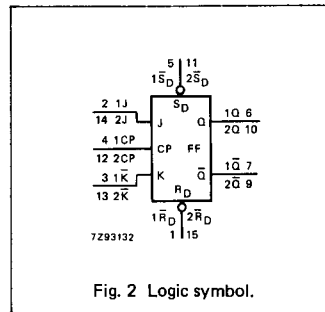 5 11
1S̅D 2S̅D
SD
2 1J
14 2J
J
Q
1Q 6
2Q 10
4 1CP
12 2CP
CP FF
3 1K̅
13 2K̅
K
Q̅
1Q̅ 7
2Q̅ 9
RD
1R̅D 2R̅D
1 15
7Z93132
Fig. 2 Logic symbol.